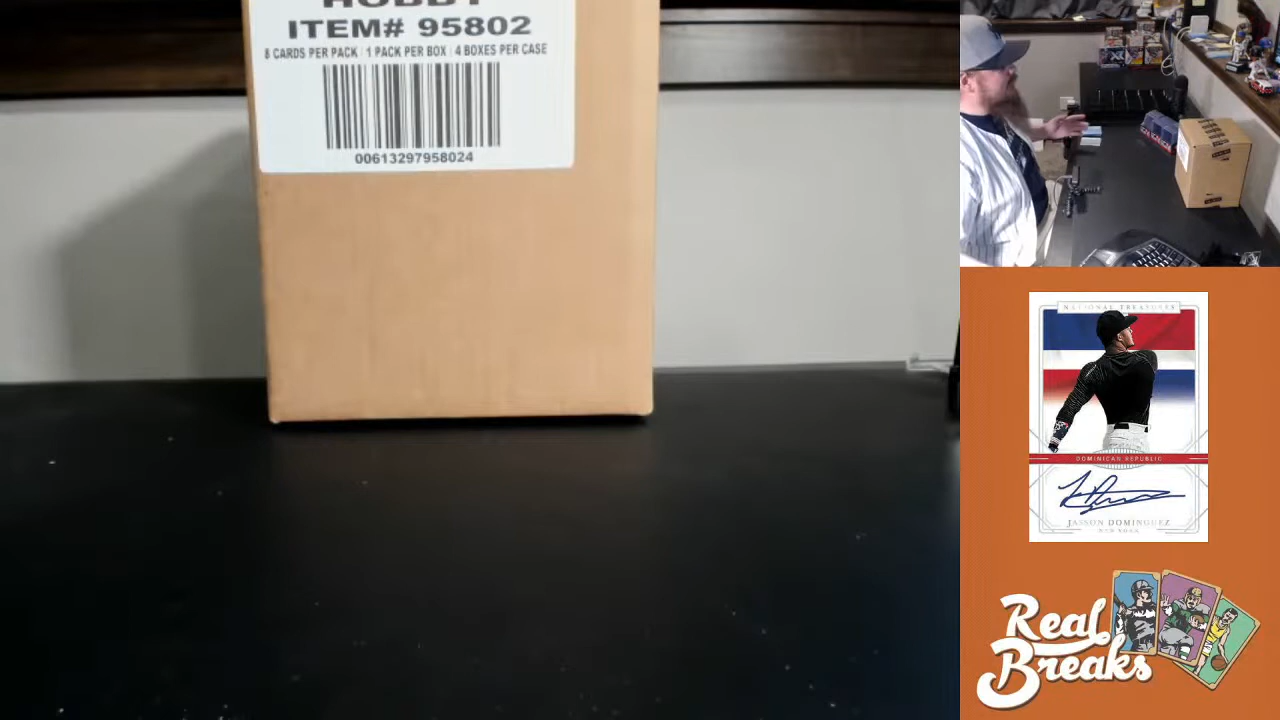 HOBBY
ITEM# 95802
8 CARDS PER PACK | 1 PACK PER BOX | 4 BOXES PER CASE
00613297958024
NATIONAL TREASURES
DOMINICAN REPUBLIC
JASSON DOMINGUEZ
NEW YORK
Real
Breaks